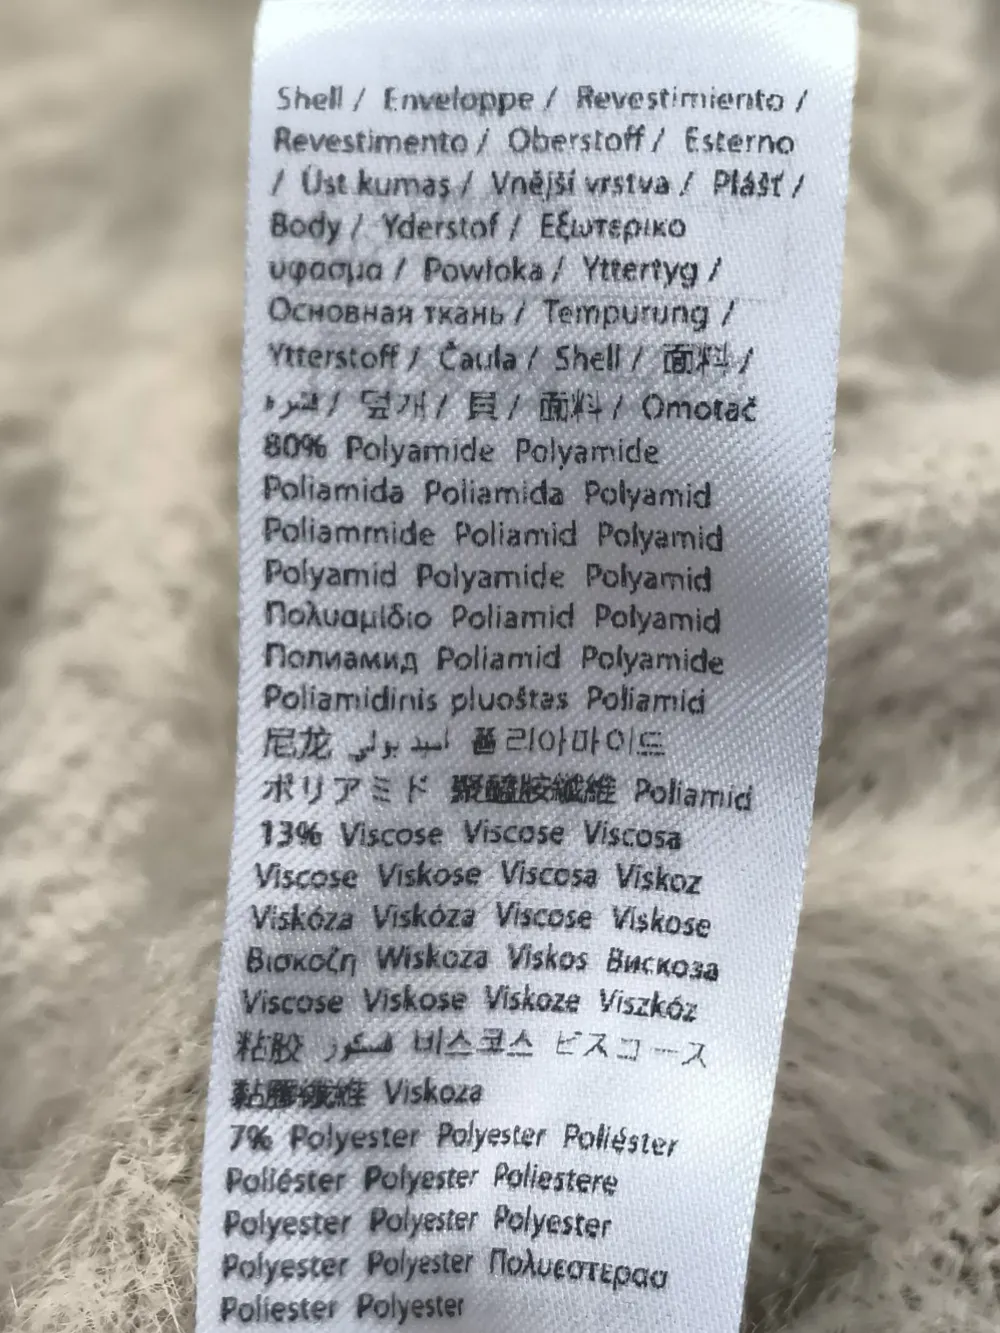 Shell / Enveloppe / Revestimiento /
Revestimento / Oberstoff / Esterno
/ Üst kumaş / Vnější vrstva / Plášť /
Body / Yderstof / Εξωτερικο
υφασμα / Powłoka / Yttertyg /
Основная ткань / Tempurung /
Ytterstoff / Čaula / Shell / 面料 /
قشرة / 덮개 / 貝 / 面料 / Omotač
80% Polyamide Polyamide
Poliamida Poliamida Polyamid
Poliammide Poliamid Polyamid
Polyamid Polyamide Polyamid
Πολυαμίδιο Poliamid Polyamid
Полиамид Poliamid Polyamide
Poliamidinis pluoštas Poliamid
尼龙 بولي اميد 폴리아마이드
ポリアミド 聚醯胺纖維 Poliamid
13% Viscose Viscose Viscosa
Viscose Viskose Viscosa Viskoz
Viskóza Viskóza Viscose Viskose
Βισκοζη Wiskoza Viskos Вискоза
Viscose Viskose Viskoze Viszkóz
粘胶 فسكوز 비스코스 ビスコース
黏膠纖維 Viskoza
7% Polyester Polyester Poliéster
Poliéster Polyester Poliestere
Polyester Polyester Polyester
Polyester Polyester Πολυεστερασ
Poliester Polyester